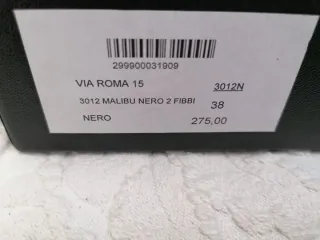 299900031909
VIA ROMA 15 3012N
3012 MALIBU NERO 2 FIBBI 38
NERO 275,00